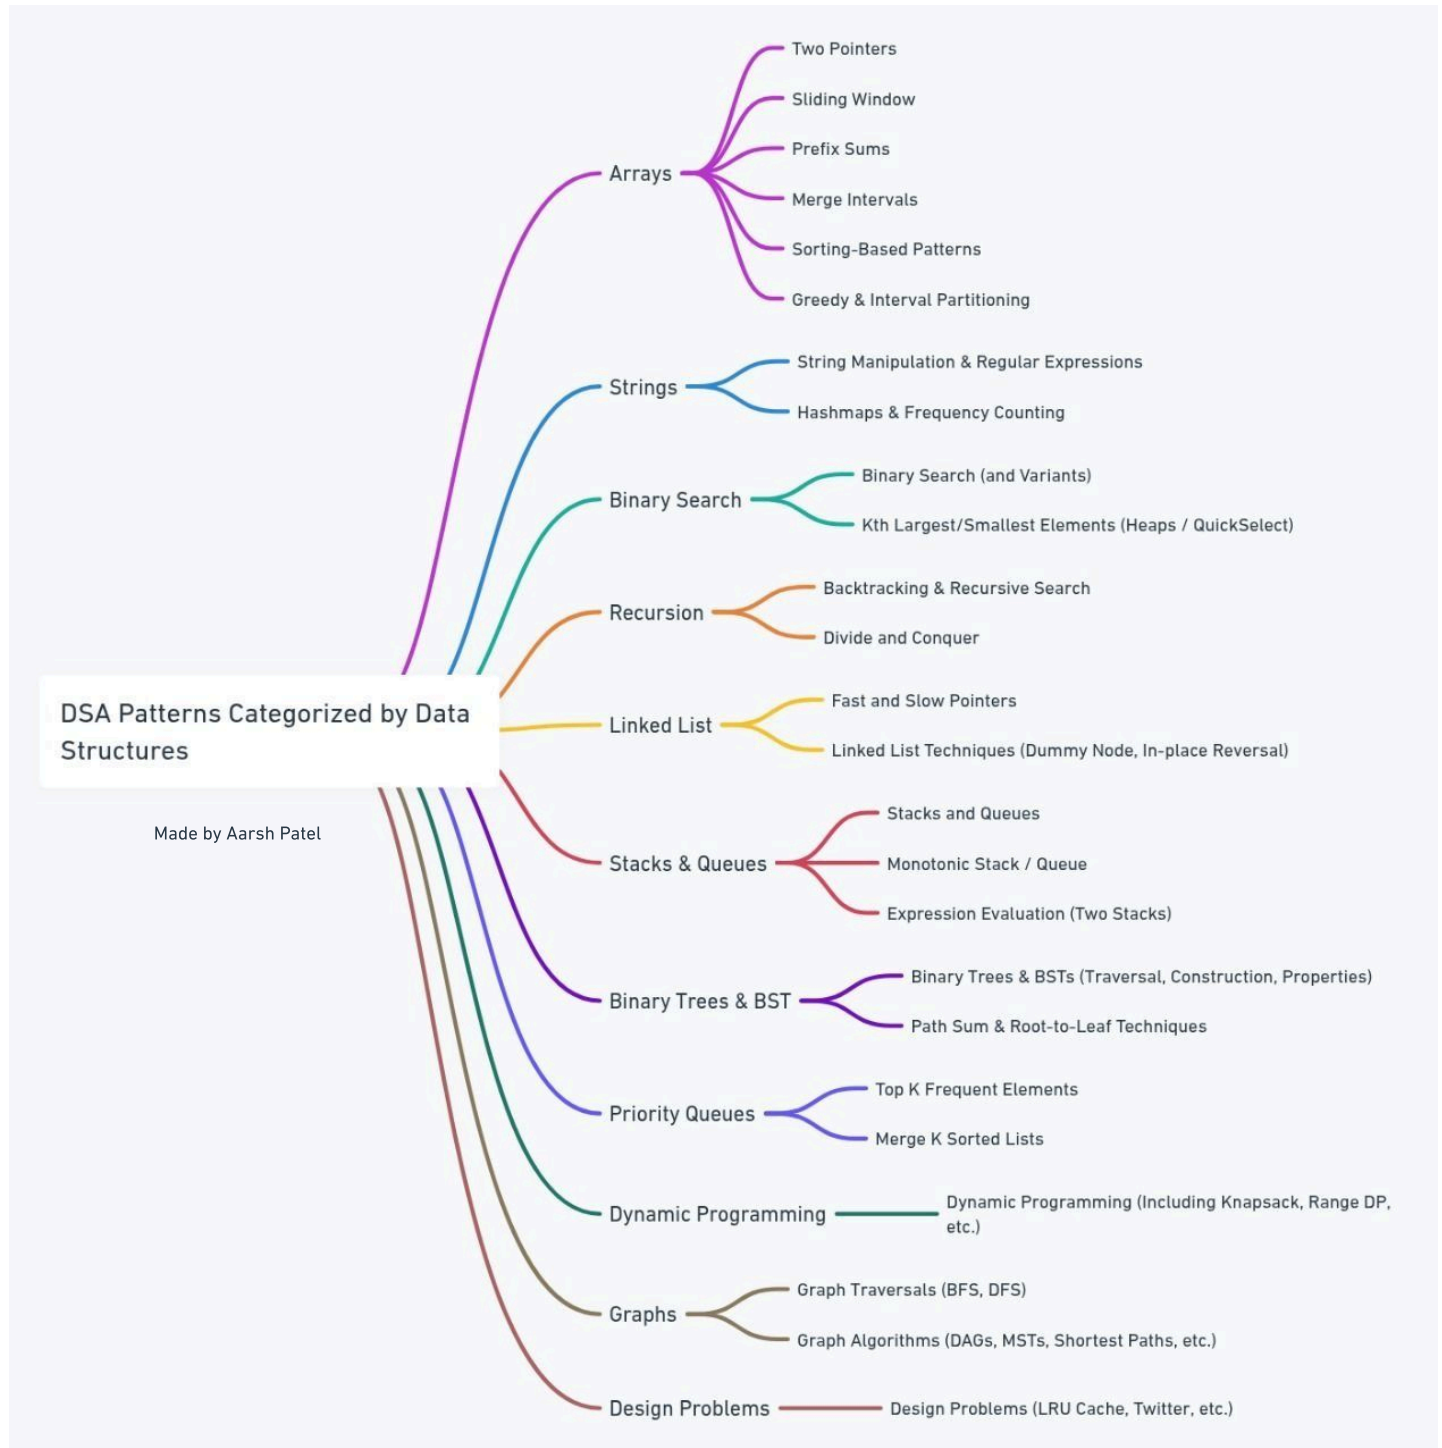 DSA Patterns Categorized by Data
Structures
Made by Aarsh Patel
Arrays
Two Pointers
Sliding Window
Prefix Sums
Merge Intervals
Sorting-Based Patterns
Greedy & Interval Partitioning
Strings
String Manipulation & Regular Expressions
Hashmaps & Frequency Counting
Binary Search
Binary Search (and Variants)
Kth Largest/Smallest Elements (Heaps / QuickSelect)
Recursion
Backtracking & Recursive Search
Divide and Conquer
Linked List
Fast and Slow Pointers
Linked List Techniques (Dummy Node, In-place Reversal)
Stacks & Queues
Stacks and Queues
Monotonic Stack / Queue
Expression Evaluation (Two Stacks)
Binary Trees & BST
Binary Trees & BSTs (Traversal, Construction, Properties)
Path Sum & Root-to-Leaf Techniques
Priority Queues
Top K Frequent Elements
Merge K Sorted Lists
Dynamic Programming
Dynamic Programming (Including Knapsack, Range DP,
etc.)
Graphs
Graph Traversals (BFS, DFS)
Graph Algorithms (DAGs, MSTs, Shortest Paths, etc.)
Design Problems
Design Problems (LRU Cache, Twitter, etc.)